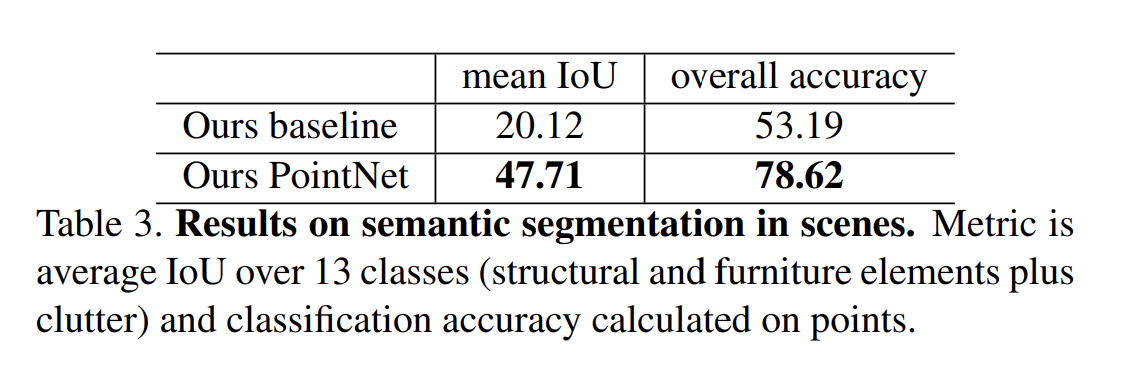 mean IoU overall accuracy
Ours baseline 20.12 53.19
Ours PointNet 47.71 78.62
Table 3. Results on semantic segmentation in scenes. Metric is
average IoU over 13 classes (structural and furniture elements plus
clutter) and classification accuracy calculated on points.